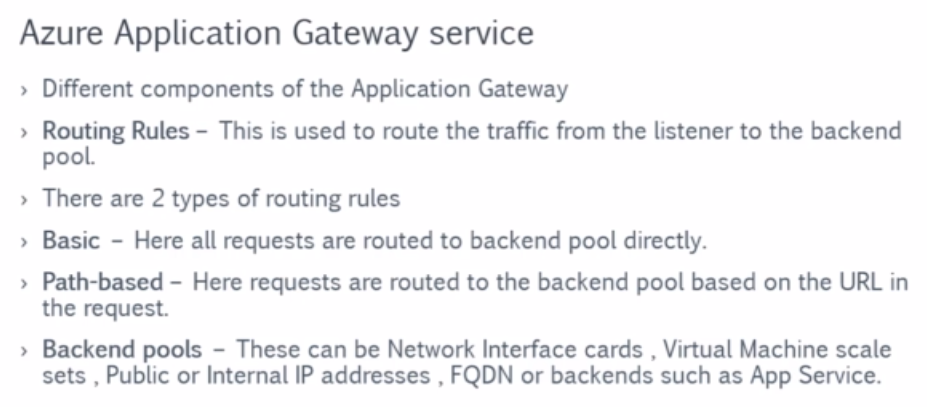 Azure Application Gateway service
› Different components of the Application Gateway
› Routing Rules – This is used to route the traffic from the listener to the backend
pool.
› There are 2 types of routing rules
› Basic – Here all requests are routed to backend pool directly.
› Path-based – Here requests are routed to the backend pool based on the URL in
the request.
› Backend pools – These can be Network Interface cards , Virtual Machine scale
sets , Public or Internal IP addresses , FQDN or backends such as App Service.